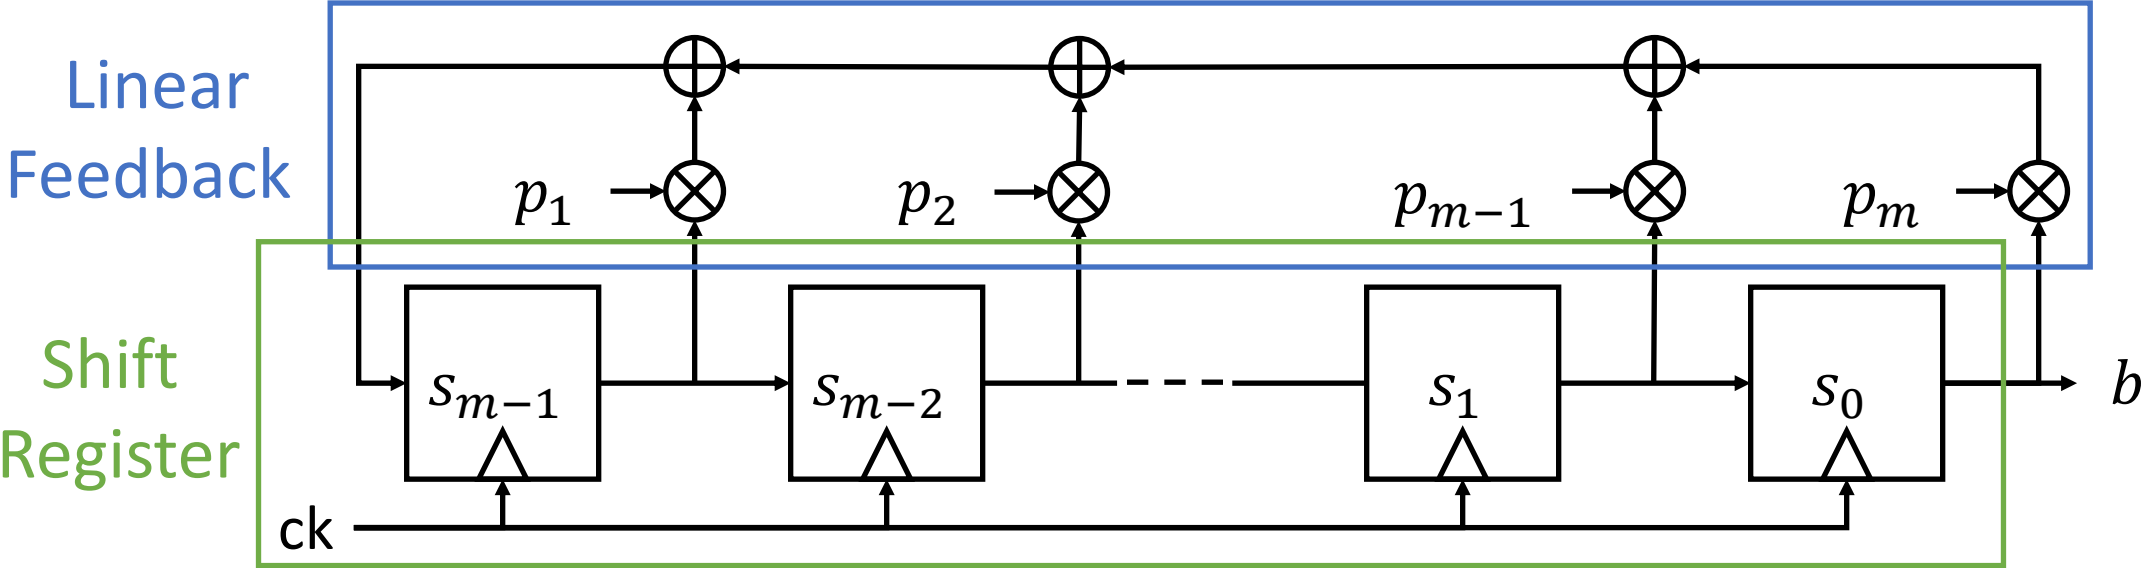 Linear
Feedback
p₁
p₂
pₘ₋₁
pₘ
Shift
Register
sₘ₋₁
sₘ₋₂
s₁
s₀
b
ck